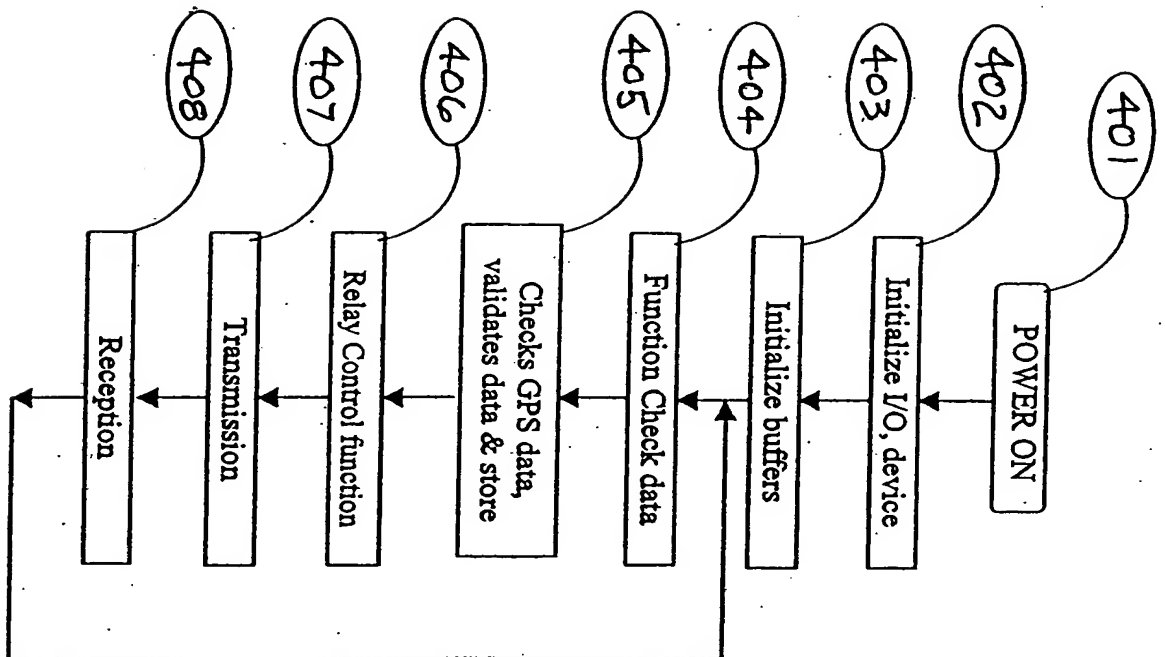 401
POWER ON
402
Initialize I/O, device
403
Initialize buffers
404
Function Check data
405
Checks GPS data,
validates data & store
406
Relay Control function
407
Transmission
408
Reception